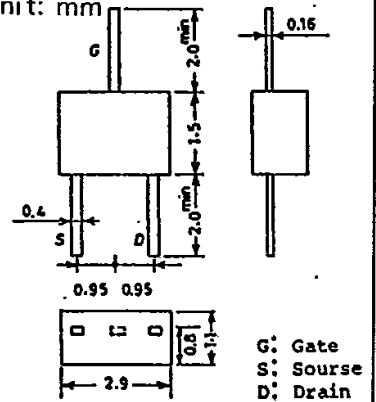 nit: mm
G
2.0 min
0.16
1.5
2.0 min
0.4
S
D
0.95 0.95
0.8
1.1
2.9
G: Gate
S: Sourse
D: Drain